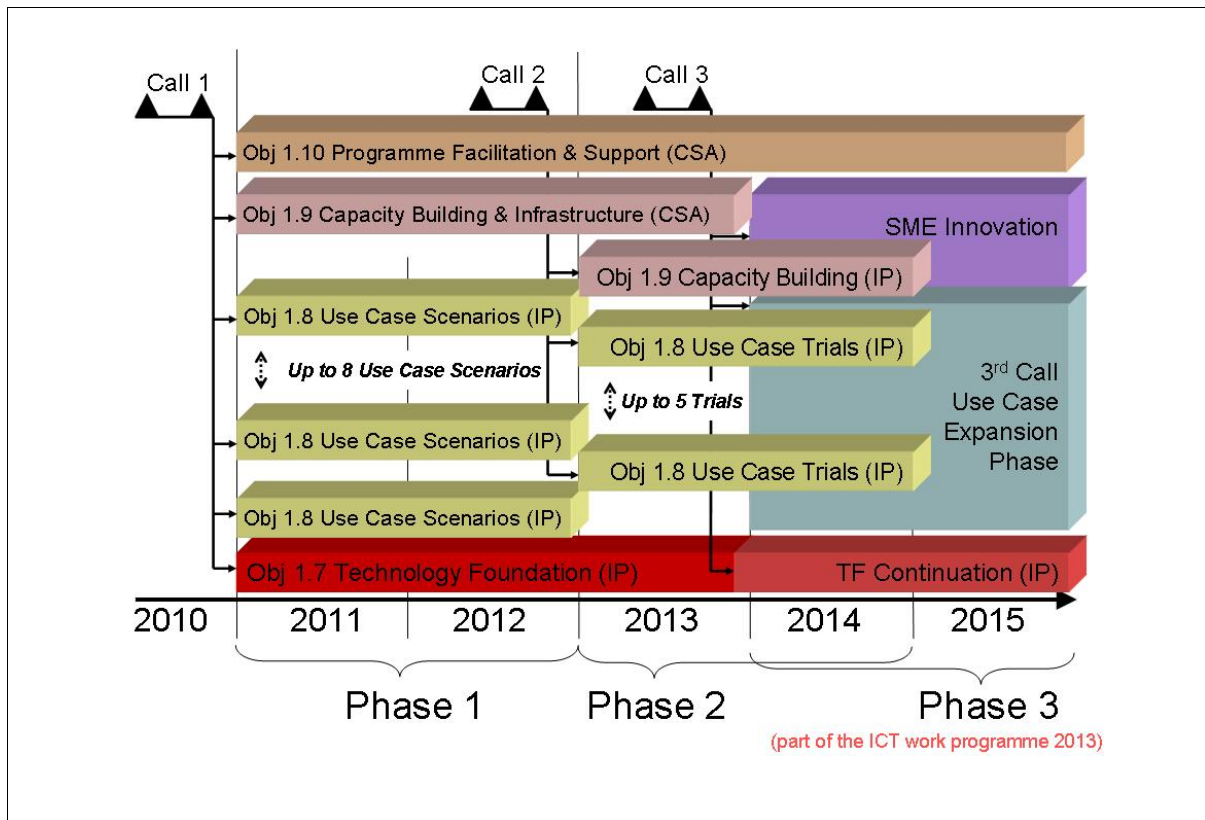 Call 1
Call 2
Call 3
Obj 1.10 Programme Facilitation & Support (CSA)
Obj 1.9 Capacity Building & Infrastructure (CSA)
SME Innovation
Obj 1.9 Capacity Building (IP)
Obj 1.8 Use Case Scenarios (IP)
Obj 1.8 Use Case Trials (IP)
Up to 8 Use Case Scenarios
Up to 5 Trials
3rd Call
Use Case
Expansion
Phase
Obj 1.8 Use Case Scenarios (IP)
Obj 1.8 Use Case Trials (IP)
Obj 1.8 Use Case Scenarios (IP)
Obj 1.7 Technology Foundation (IP)
TF Continuation (IP)
2010
2011
2012
2013
2014
2015
Phase 1
Phase 2
Phase 3
(part of the ICT work programme 2013)